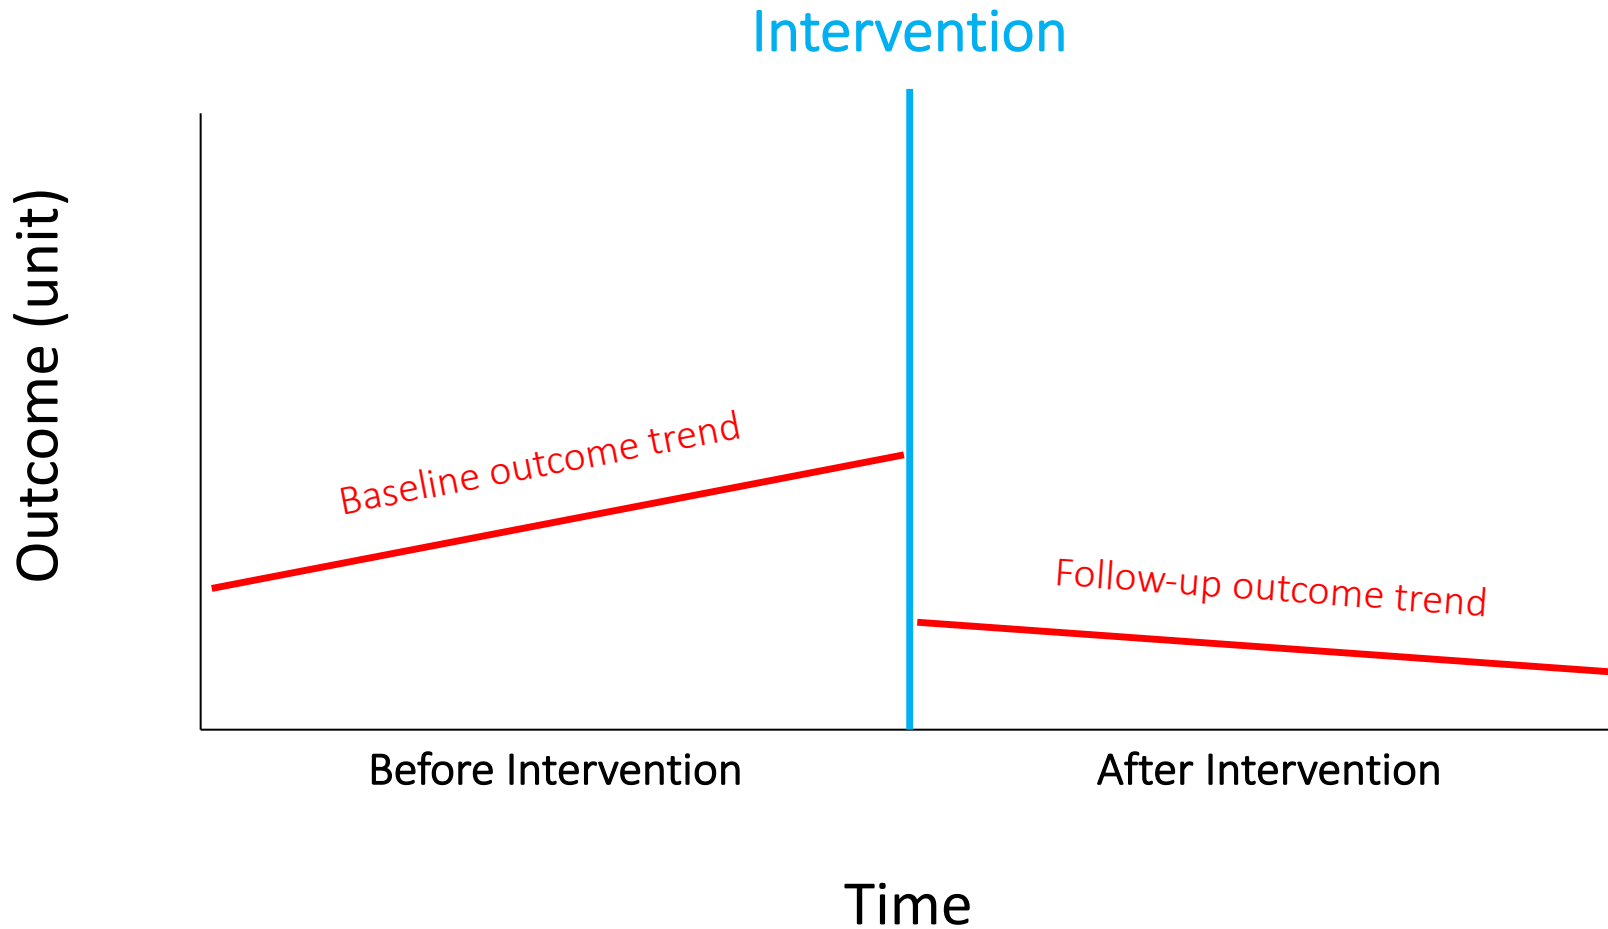 Intervention
Outcome (unit)
Baseline outcome trend
Follow-up outcome trend
Before Intervention
After Intervention
Time